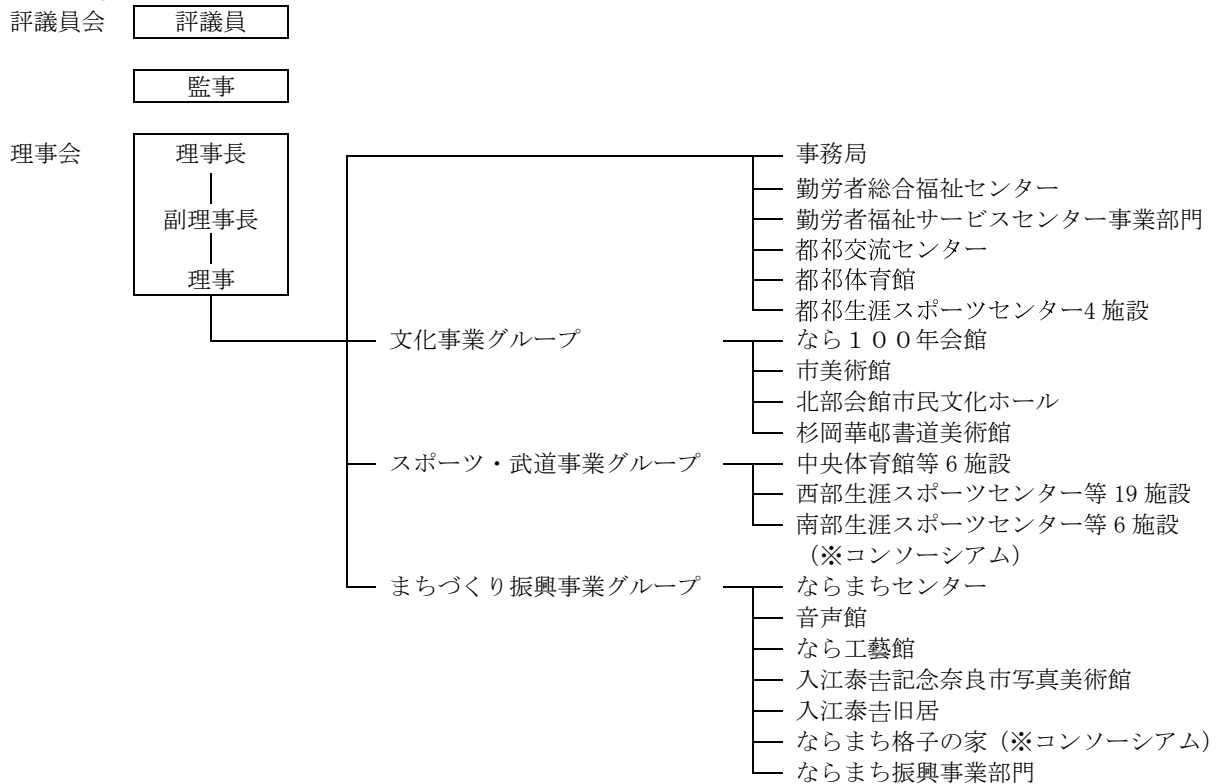 評議員会 評議員
監事
理事会 理事長 事務局
勤労者総合福祉センター
副理事長 勤労者福祉サービスセンター事業部門
都祁交流センター
理事 都祁体育館
都祁生涯スポーツセンター4 施設
文化事業グループ なら１００年会館
市美術館
北部会館市民文化ホール
杉岡華邨書道美術館
スポーツ・武道事業グループ 中央体育館等 6 施設
西部生涯スポーツセンター等 19 施設
南部生涯スポーツセンター等 6 施設
（※コンソーシアム）
まちづくり振興事業グループ ならまちセンター
音声館
なら工藝館
入江泰𠮷記念奈良市写真美術館
入江泰𠮷旧居
ならまち格子の家（※コンソーシアム）
ならまち振興事業部門